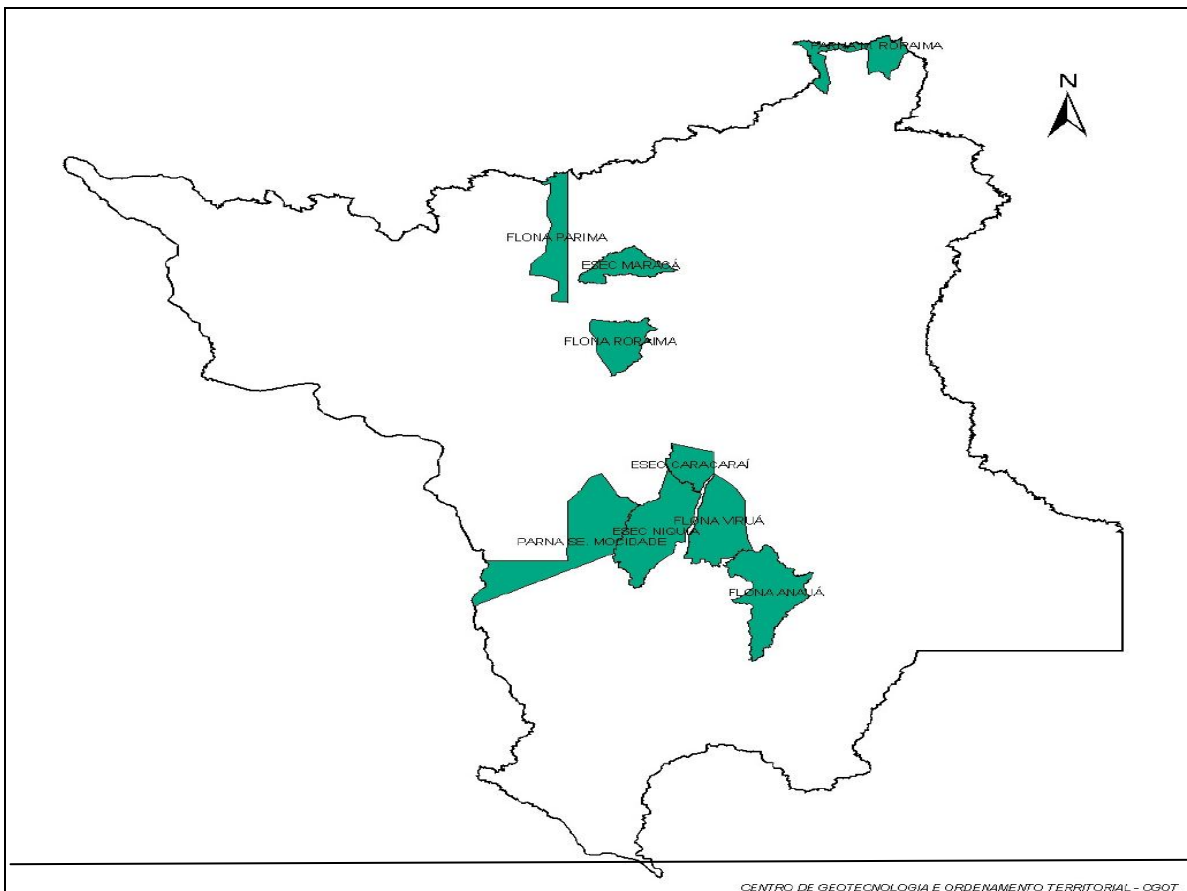 PARNA M. RORAIMA
N
FLONA PARIMA
ESEC MARACÁ
FLONA RORAIMA
ESEC CARACARAÍ
FLONA VIRUÁ
ESEC NIQUIÁ
PARNA SE. MOCIDADE
FLONA ANAUÁ
CENTRO DE GEOTECNOLOGIA E ORDENAMENTO TERRITORIAL - CGOT